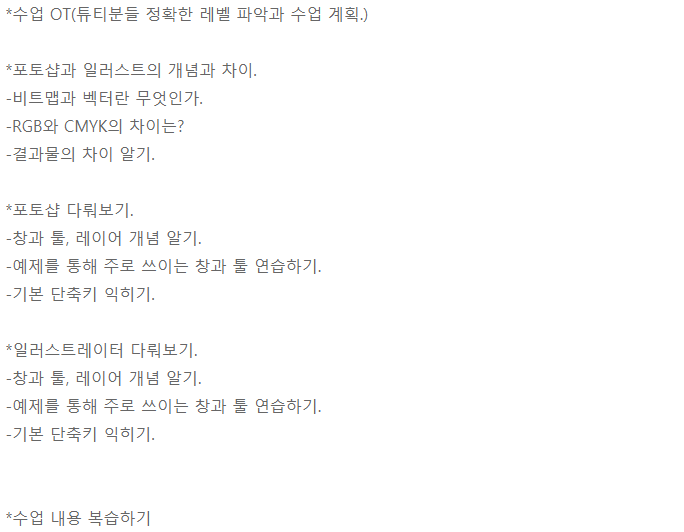 *수업 OT(튜티분들 정확한 레벨 파악과 수업 계획.)
*포토샵과 일러스트의 개념과 차이.
-비트맵과 벡터란 무엇인가.
-RGB와 CMYK의 차이는?
-결과물의 차이 알기.
*포토샵 다뤄보기.
-창과 툴, 레이어 개념 알기.
-예제를 통해 주로 쓰이는 창과 툴 연습하기.
-기본 단축키 익히기.
*일러스트레이터 다뤄보기.
-창과 툴, 레이어 개념 알기.
-예제를 통해 주로 쓰이는 창과 툴 연습하기.
-기본 단축키 익히기.
*수업 내용 복습하기